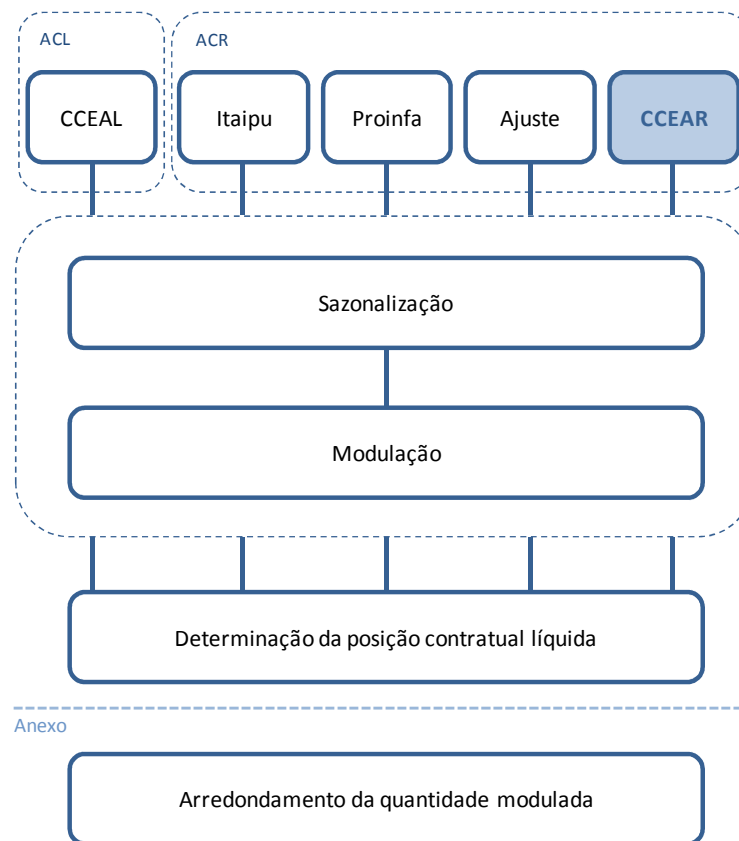 ACL
ACR
CCEAL
Itaipu
Proinfa
Ajuste
CCEAR
Sazonalização
Modulação
Determinação da posição contratual líquida
Anexo
Arredondamento da quantidade modulada